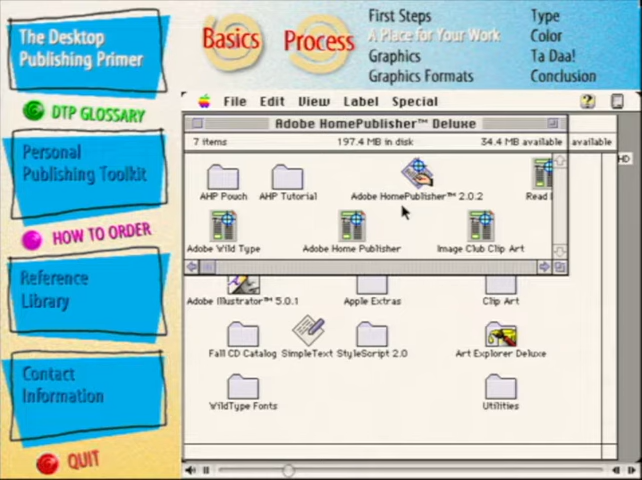 The Desktop
Publishing Primer
DTP GLOSSARY
Personal
Publishing Toolkit
HOW TO ORDER
Reference
Library
Contact
Information
QUIT
Basics
Process
First Steps
A Place for Your Work
Graphics
Graphics Formats
Type
Color
Ta Daa!
Conclusion
File Edit View Label Special
Adobe HomePublisher™ Deluxe
7 items 197.4 MB in disk 34.4 MB available available
HD
AHP Pouch AHP Tutorial Adobe HomePublisher™ 2.0.2 Read
Adobe Wild Type Adobe Home Publisher Image Club Clip Art
Adobe Illustrator™ 5.0.1 Apple Extras Clip Art
Fall CD Catalog SimpleText StyleScript 2.0 Art Explorer Deluxe
WildType Fonts Utilities